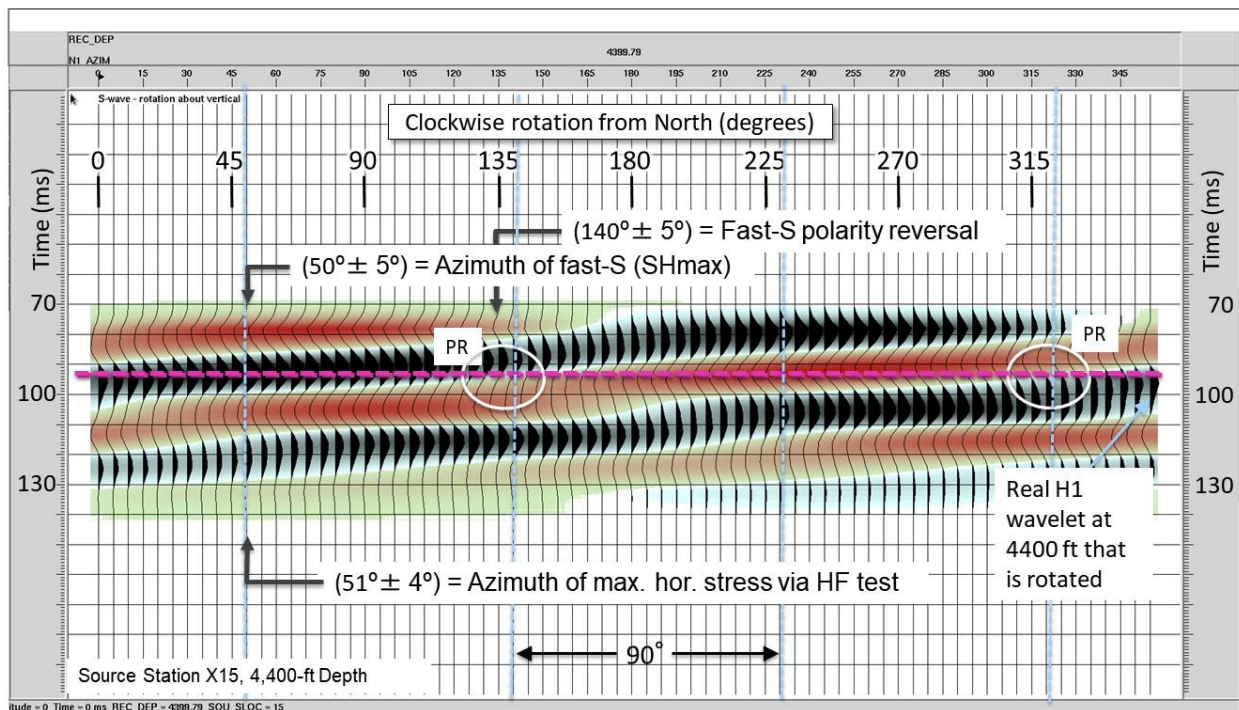 REC_DEP
4399.79
N1_AZIM
0 15 30 45 60 75 90 105 120 135 150 165 180 195 210 225 240 255 270 285 300 315 330 345
S-wave - rotation about vertical
Clockwise rotation from North (degrees)
0 45 90 135 180 225 270 315
Time (ms)
Time (ms)
(140º ± 5º) = Fast-S polarity reversal
(50º ± 5º) = Azimuth of fast-S (SHmax)
70
70
PR
PR
100
100
130
130
Real H1
wavelet at
4400 ft that
is rotated
(51º ± 4º) = Azimuth of max. hor. stress via HF test
90°
Source Station X15, 4,400-ft Depth
itude = 0 Time = 0 ms REC_DEP = 4399.79 SOU_SLOC = 15